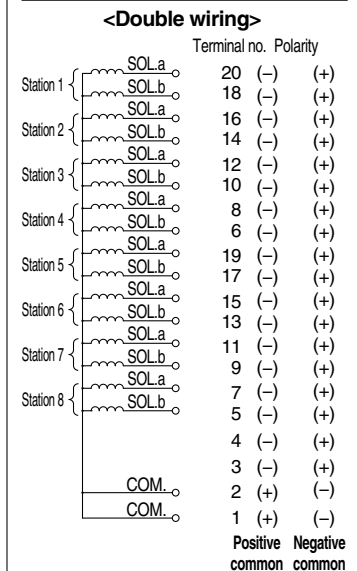 <Double wiring>
Terminal no. Polarity
Station 1 SOL.a 20 (–) (+)
SOL.b 18 (–) (+)
Station 2 SOL.a 16 (–) (+)
SOL.b 14 (–) (+)
Station 3 SOL.a 12 (–) (+)
SOL.b 10 (–) (+)
Station 4 SOL.a 8 (–) (+)
SOL.b 6 (–) (+)
Station 5 SOL.a 19 (–) (+)
SOL.b 17 (–) (+)
Station 6 SOL.a 15 (–) (+)
SOL.b 13 (–) (+)
Station 7 SOL.a 11 (–) (+)
SOL.b 9 (–) (+)
Station 8 SOL.a 7 (–) (+)
SOL.b 5 (–) (+)
4 (–) (+)
3 (–) (+)
COM. 2 (+) (–)
COM. 1 (+) (–)
Positive Negative
common common